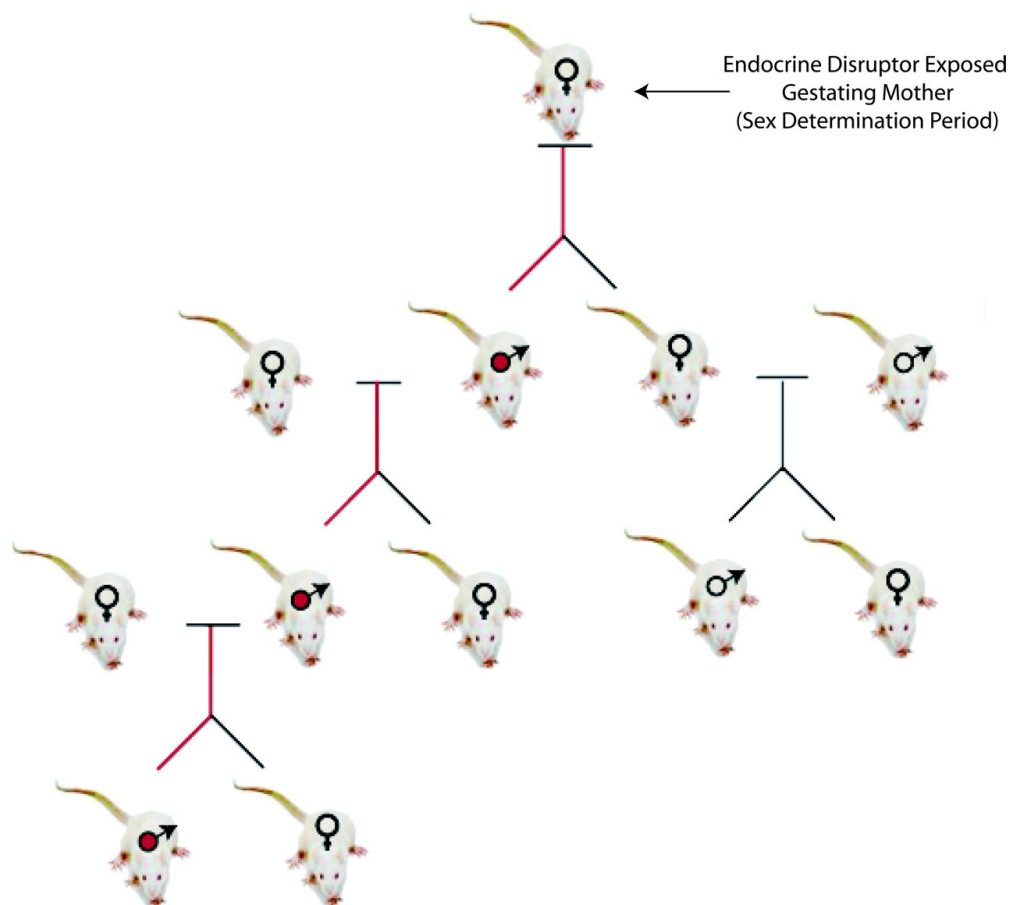 Endocrine Disruptor Exposed
Gestating Mother
(Sex Determination Period)